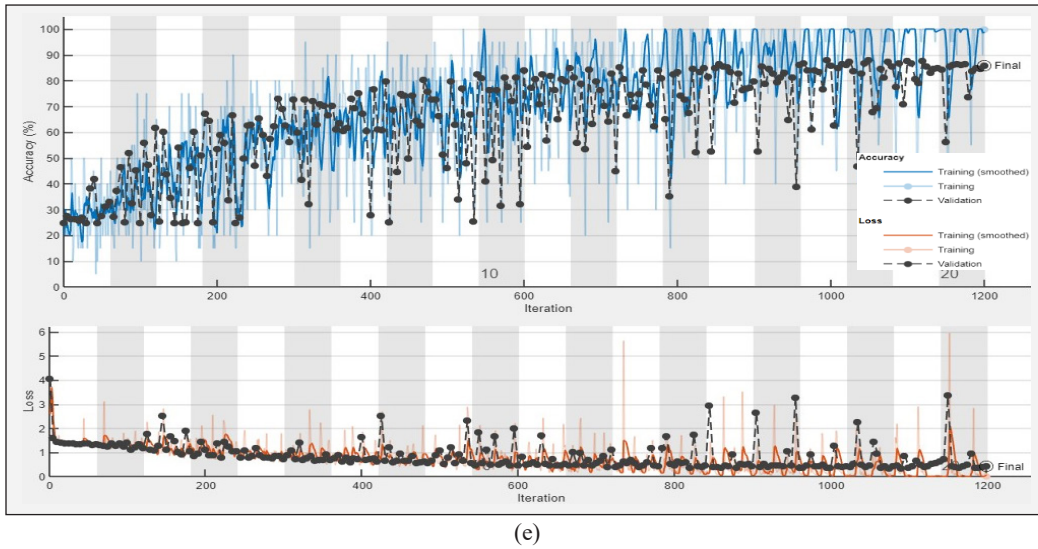 100
90
80
70
60
50
40
30
20
10
0
Accuracy (%)
Final
Accuracy
Training (smoothed)
Training
Validation
Loss
Training (smoothed)
Training
Validation
10
20
0
200
400
600
800
1000
1200
Iteration
6
5
4
3
2
1
0
Loss
Final
0
200
400
600
800
1000
1200
Iteration
(e)